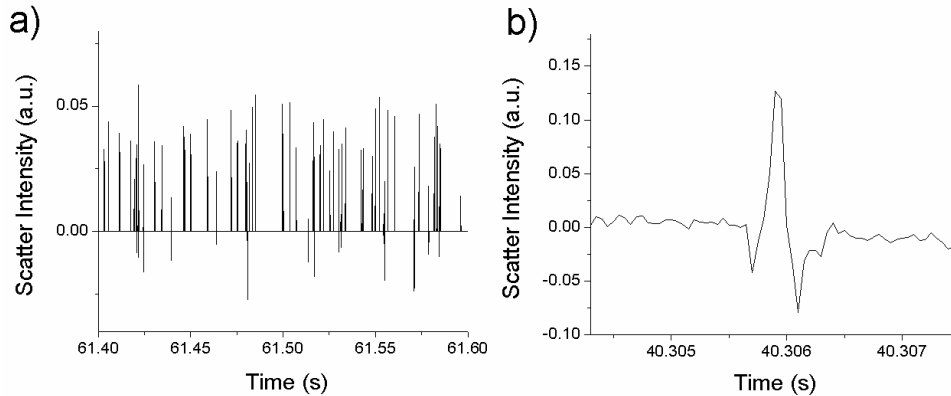 a)
Scatter Intensity (a.u.)
0.05
0.00
61.40 61.45 61.50 61.55 61.60
Time (s)
b)
Scatter Intensity (a.u.)
0.15
0.10
0.05
0.00
-0.05
-0.10
40.305 40.306 40.307
Time (s)